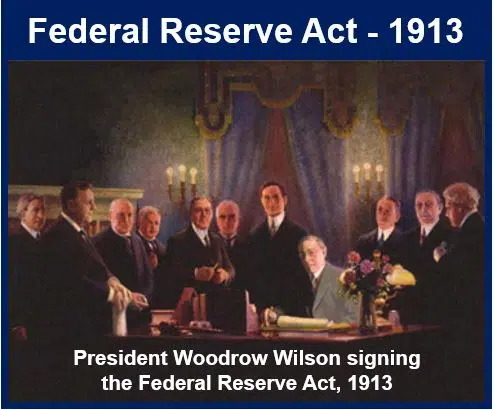 Federal Reserve Act - 1913
President Woodrow Wilson signing
the Federal Reserve Act, 1913